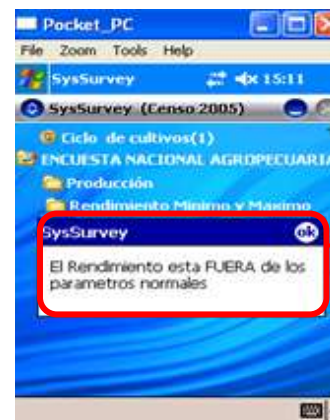 Pocket_PC
File Zoom Tools Help
SysSurvey 15:11
SysSurvey (Censo 2005)
Ciclo de cultivos(1)
ENCUESTA NACIONAL AGROPECUARIA
Producción
Rendimiento Minimo y Maximo
SysSurvey ok
El Rendimiento esta FUERA de los
parametros normales